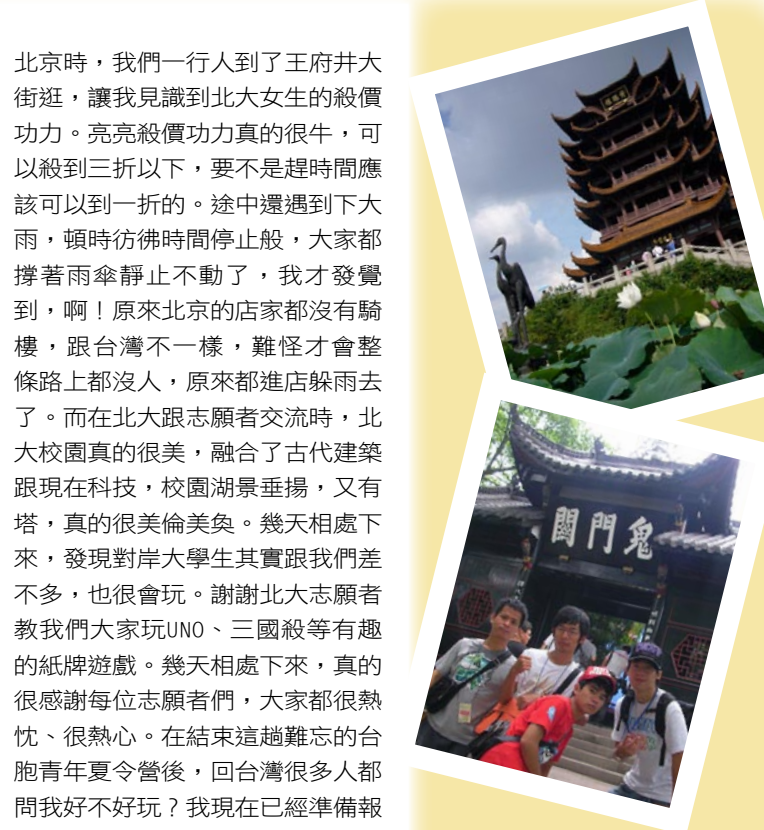 北京時，我們一行人到了王府井大
街逛，讓我見識到北大女生的殺價
功力。亮亮殺價功力真的很牛，可
以殺到三折以下，要不是趕時間應
該可以到一折的。途中還遇到下大
雨，頓時彷彿時間停止般，大家都
撐著雨傘靜止不動了，我才發覺
到，啊！原來北京的店家都沒有騎
樓，跟台灣不一樣，難怪才會整
條路上都沒人，原來都進店躲雨去
了。而在北大跟志願者交流時，北
大校園真的很美，融合了古代建築
跟現在科技，校園湖景垂揚，又有
塔，真的很美倫美奐。幾天相處下
來，發現對岸大學生其實跟我們差
不多，也很會玩。謝謝北大志願者
教我們大家玩UNO、三國殺等有趣
的紙牌遊戲。幾天相處下來，真的
很感謝每位志願者們，大家都很熱
忱、很熱心。在結束這趟難忘的台
胞青年夏令營後，回台灣很多人都
問我好不好玩？我現在已經準備報
關門鬼